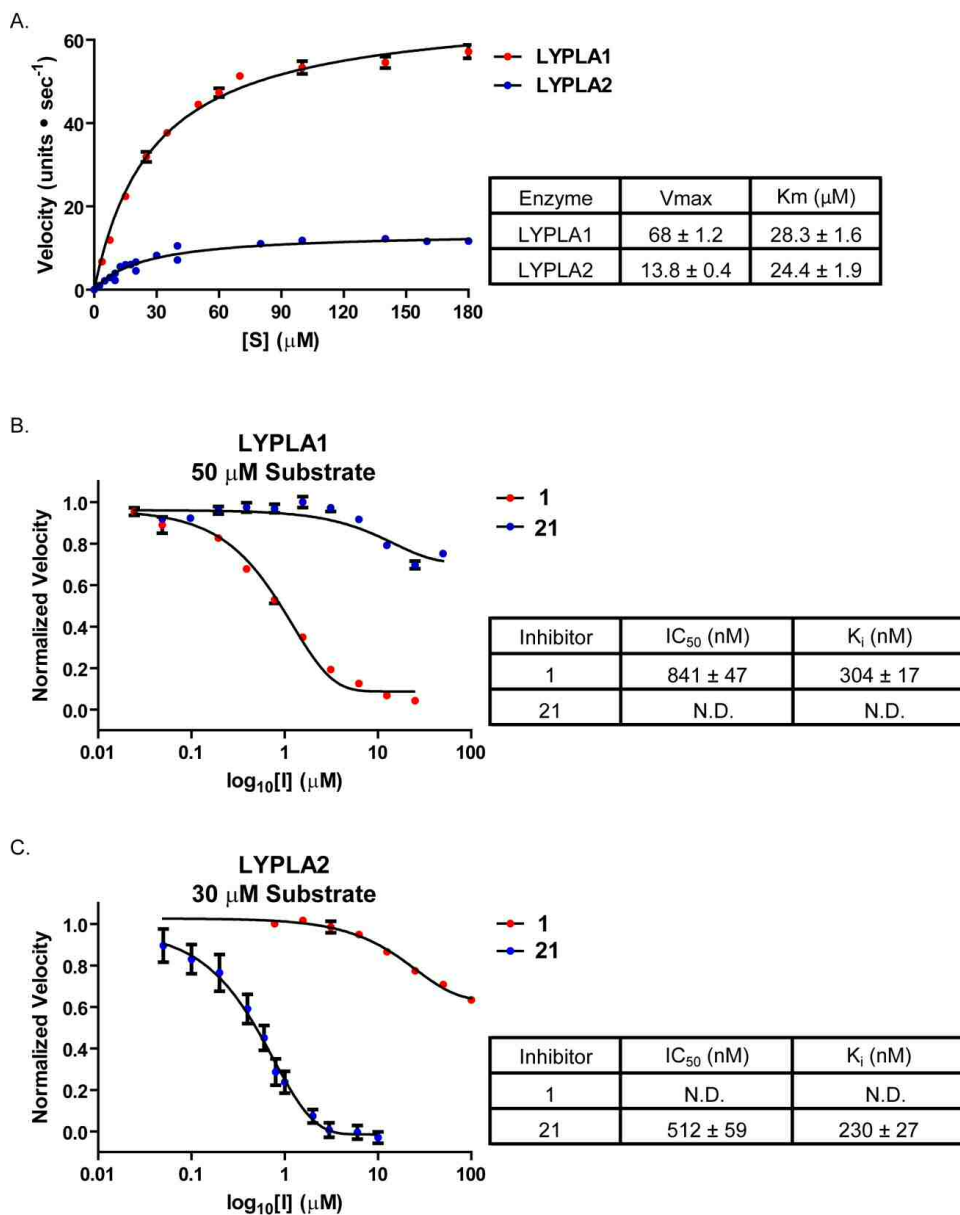 A.
Velocity (units • sec⁻¹)
60
40
20
0
0 30 60 90 120 150 180
[S] (μM)
LYPLA1
LYPLA2
Enzyme Vmax Km (μM)
LYPLA1 68 ± 1.2 28.3 ± 1.6
LYPLA2 13.8 ± 0.4 24.4 ± 1.9
B.
LYPLA1
50 μM Substrate
Normalized Velocity
1.0
0.8
0.6
0.4
0.2
0.0
0.01 0.1 1 10 100
log₁₀[I] (μM)
1
21
Inhibitor IC₅₀ (nM) Kᵢ (nM)
1 841 ± 47 304 ± 17
21 N.D. N.D.
C.
LYPLA2
30 μM Substrate
Normalized Velocity
1.0
0.8
0.6
0.4
0.2
0.0
0.01 0.1 1 10 100
log₁₀[I] (μM)
1
21
Inhibitor IC₅₀ (nM) Kᵢ (nM)
1 N.D. N.D.
21 512 ± 59 230 ± 27